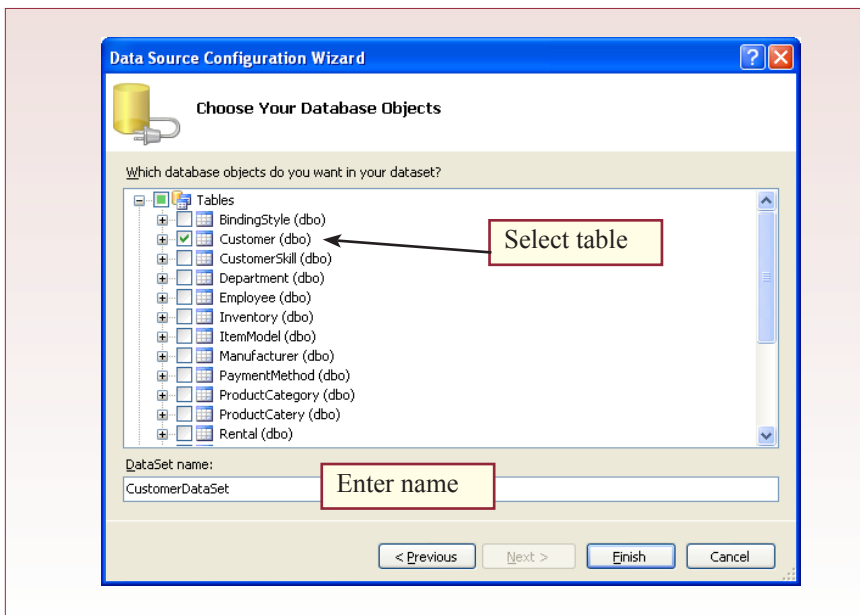 Data Source Configuration Wizard
Choose Your Database Objects
Which database objects do you want in your dataset?
Tables
BindingStyle (dbo)
Customer (dbo)
Select table
CustomerSkill (dbo)
Department (dbo)
Employee (dbo)
Inventory (dbo)
ItemModel (dbo)
Manufacturer (dbo)
PaymentMethod (dbo)
ProductCategory (dbo)
ProductCatery (dbo)
Rental (dbo)
DataSet name:
CustomerDataSet
Enter name
< Previous
Next >
Finish
Cancel